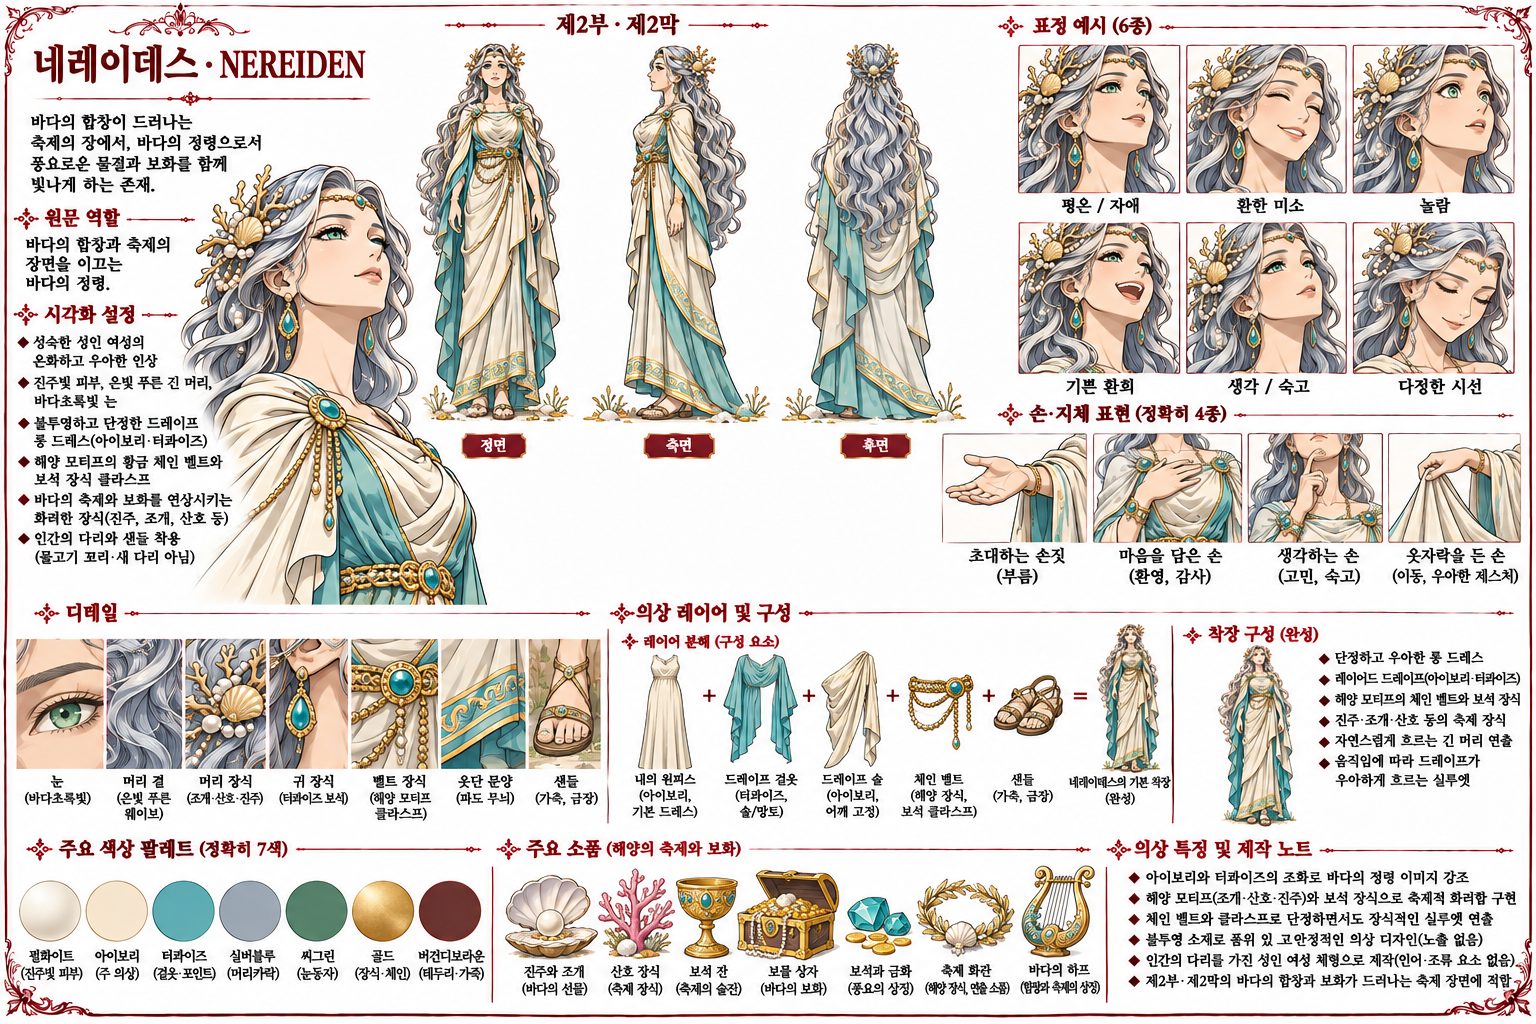 네레이데스 · NEREIDEN
바다의 합창이 드러나는
축제의 장에서, 바다의 정령으로서
풍요로운 물결과 보화를 함께
빛나게 하는 존재.
원문 역할
바다의 합창과 축제의
장면을 이끄는
바다의 정령.
시각화 설정
성숙한 성인 여성의
온화하고 우아한 인상
진주빛 피부, 은빛 푸른 긴 머리,
바다초록빛 눈
불투명하고 단정한 드레이프
롱 드레스(아이보리·터콰이즈)
해양 모티프의 황금 체인 벨트와
보석 장식 클라스프
바다의 축제와 보화를 연상시키는
화려한 장식(진주, 조개, 산호 등)
인간의 다리와 샌들 착용
(물고기 꼬리·새 다리 아님)
제2부 · 제2막
정면
측면
후면
표정 예시 (6종)
평온 / 자애
환한 미소
놀람
기쁜 환희
생각 / 숙고
다정한 시선
손·지체 표현 (정확히 4종)
초대하는 손짓
(부름)
마음을 담은 손
(환영, 감사)
생각하는 손
(고민, 숙고)
옷자락을 든 손
(이동, 우아한 제스처)
디테일
눈
(바다초록빛)
머리 결
(은빛 푸른
웨이브)
머리 장식
(조개·산호·진주)
귀 장식
(터콰이즈 보석)
벨트 장식
(해양 모티프
클라스프)
옷단 문양
(파도 무늬)
샌들
(가죽, 금장)
의상 레이어 및 구성
레이어 분해 (구성 요소)
+
+
+
+
=
내의 원피스
(아이보리,
기본 드레스)
드레이프 겉옷
(터콰이즈,
숄/망토)
드레이프 숄
(아이보리,
어깨 고정)
체인 벨트
(해양 장식,
보석 클라스프)
샌들
(가죽, 금장)
네레이데스의 기본 착장
(완성)
착장 구성 (완성)
단정하고 우아한 롱 드레스
레이어드 드레이프(아이보리·터콰이즈)
해양 모티프의 체인 벨트와 보석 장식
진주·조개·산호 등의 축제 장식
자연스럽게 흐르는 긴 머리 연출
움직임에 따라 드레이프가
우아하게 흐르는 실루엣
주요 색상 팔레트 (정확히 7색)
펄화이트
(진주빛 피부)
아이보리
(주 의상)
터콰이즈
(겉옷·포인트)
실버블루
(머리카락)
씨그린
(눈동자)
골드
(장식·체인)
버건디브라운
(테두리·가죽)
주요 소품 (해양의 축제와 보화)
진주와 조개
(바다의 선물)
산호 장식
(축제 장식)
보석 잔
(축제의 술잔)
보물 상자
(바다의 보화)
보석과 금화
(풍요의 상징)
축제 화관
(해양 장식, 연출 소품)
바다의 하프
(합창과 축제의 상징)
의상 특징 및 제작 노트
아이보리와 터콰이즈의 조화로 바다의 정령 이미지 강조
해양 모티프(조개·산호·진주)와 보석 장식으로 축제적 화려함 구현
체인 벨트와 클라스프로 단정하면서도 장식적인 실루엣 연출
불투명 소재로 품위 있 고 안정적인 의상 디자인(노출 없음)
인간의 다리를 가진 성인 여성 체형으로 제작(인어·조류 요소 없음)
제2부·제2막의 바다의 합창과 보화가 드러나는 축제 장면에 적합